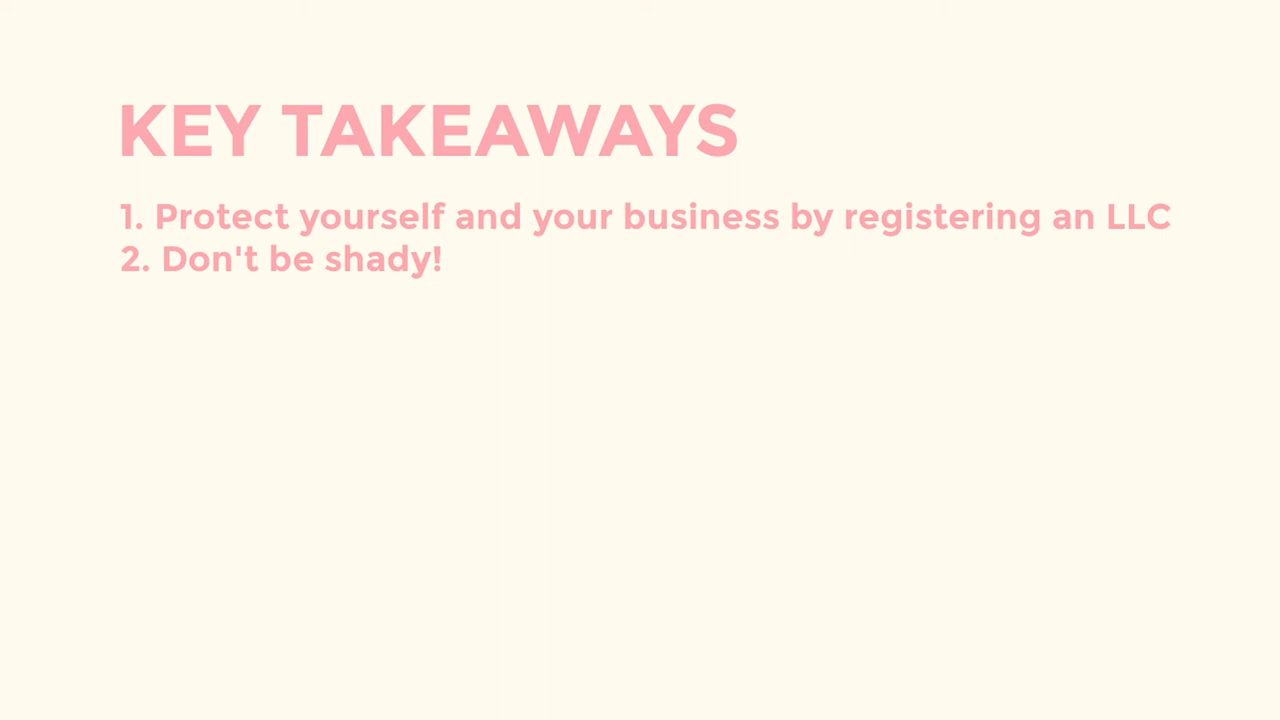 KEY TAKEAWAYS
1. Protect yourself and your business by registering an LLC
2. Don't be shady!